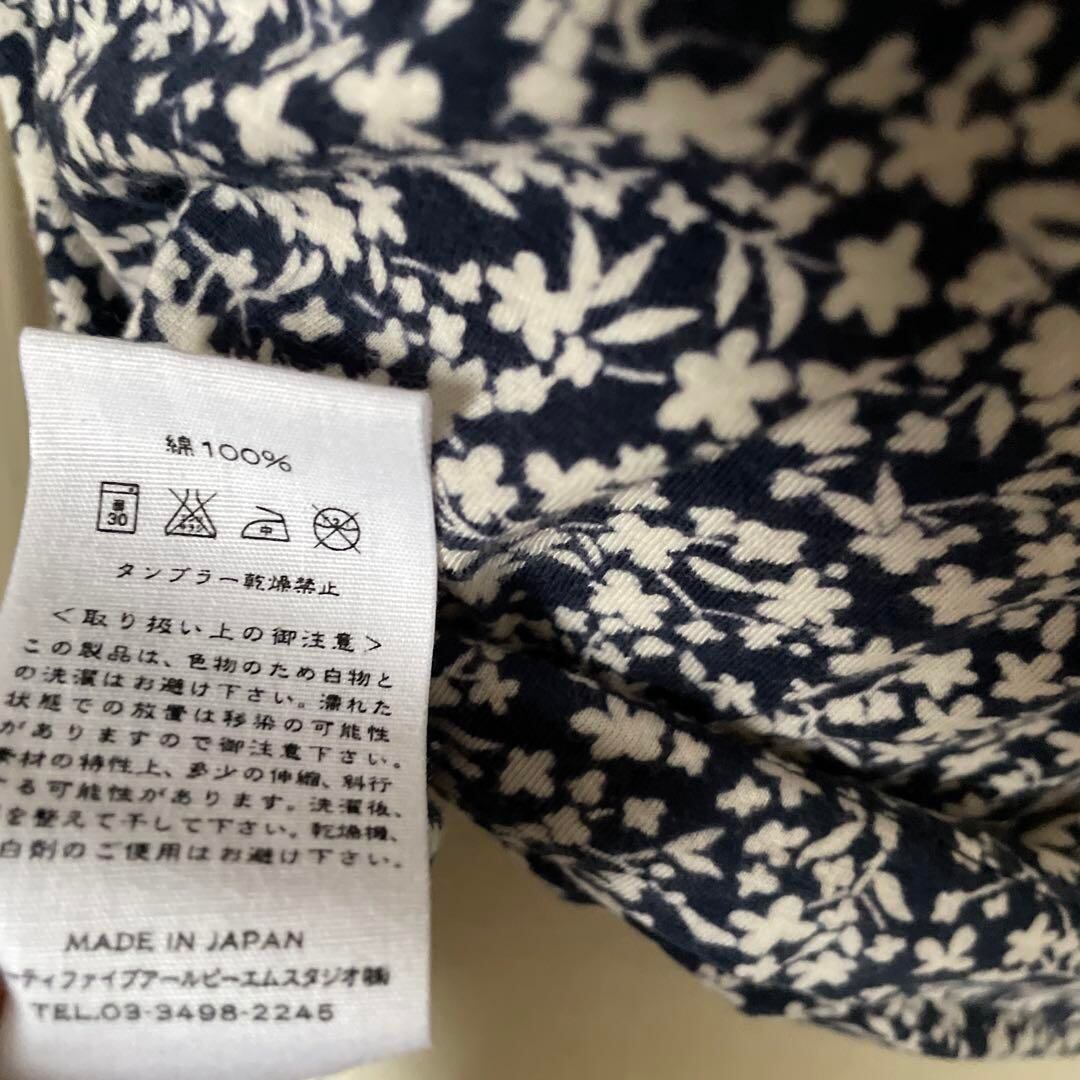 綿100%
30
中
タンブラー乾燥禁止
<取り扱い上の御注意>
この製品は、色物のため白物と
の洗濯はお避け下さい。濡れた
状態での放置は移染の可能性
がありますので御注意下さい。
素材の特性上、多少の伸縮、斜行
する可能性があります。洗濯後、
を整えて干して下さい。乾燥機、
白剤のご使用はお避け下さい。
MADE IN JAPAN
ーティファイブアールピーエムスタジオ㈱
TEL.03-3498-2245